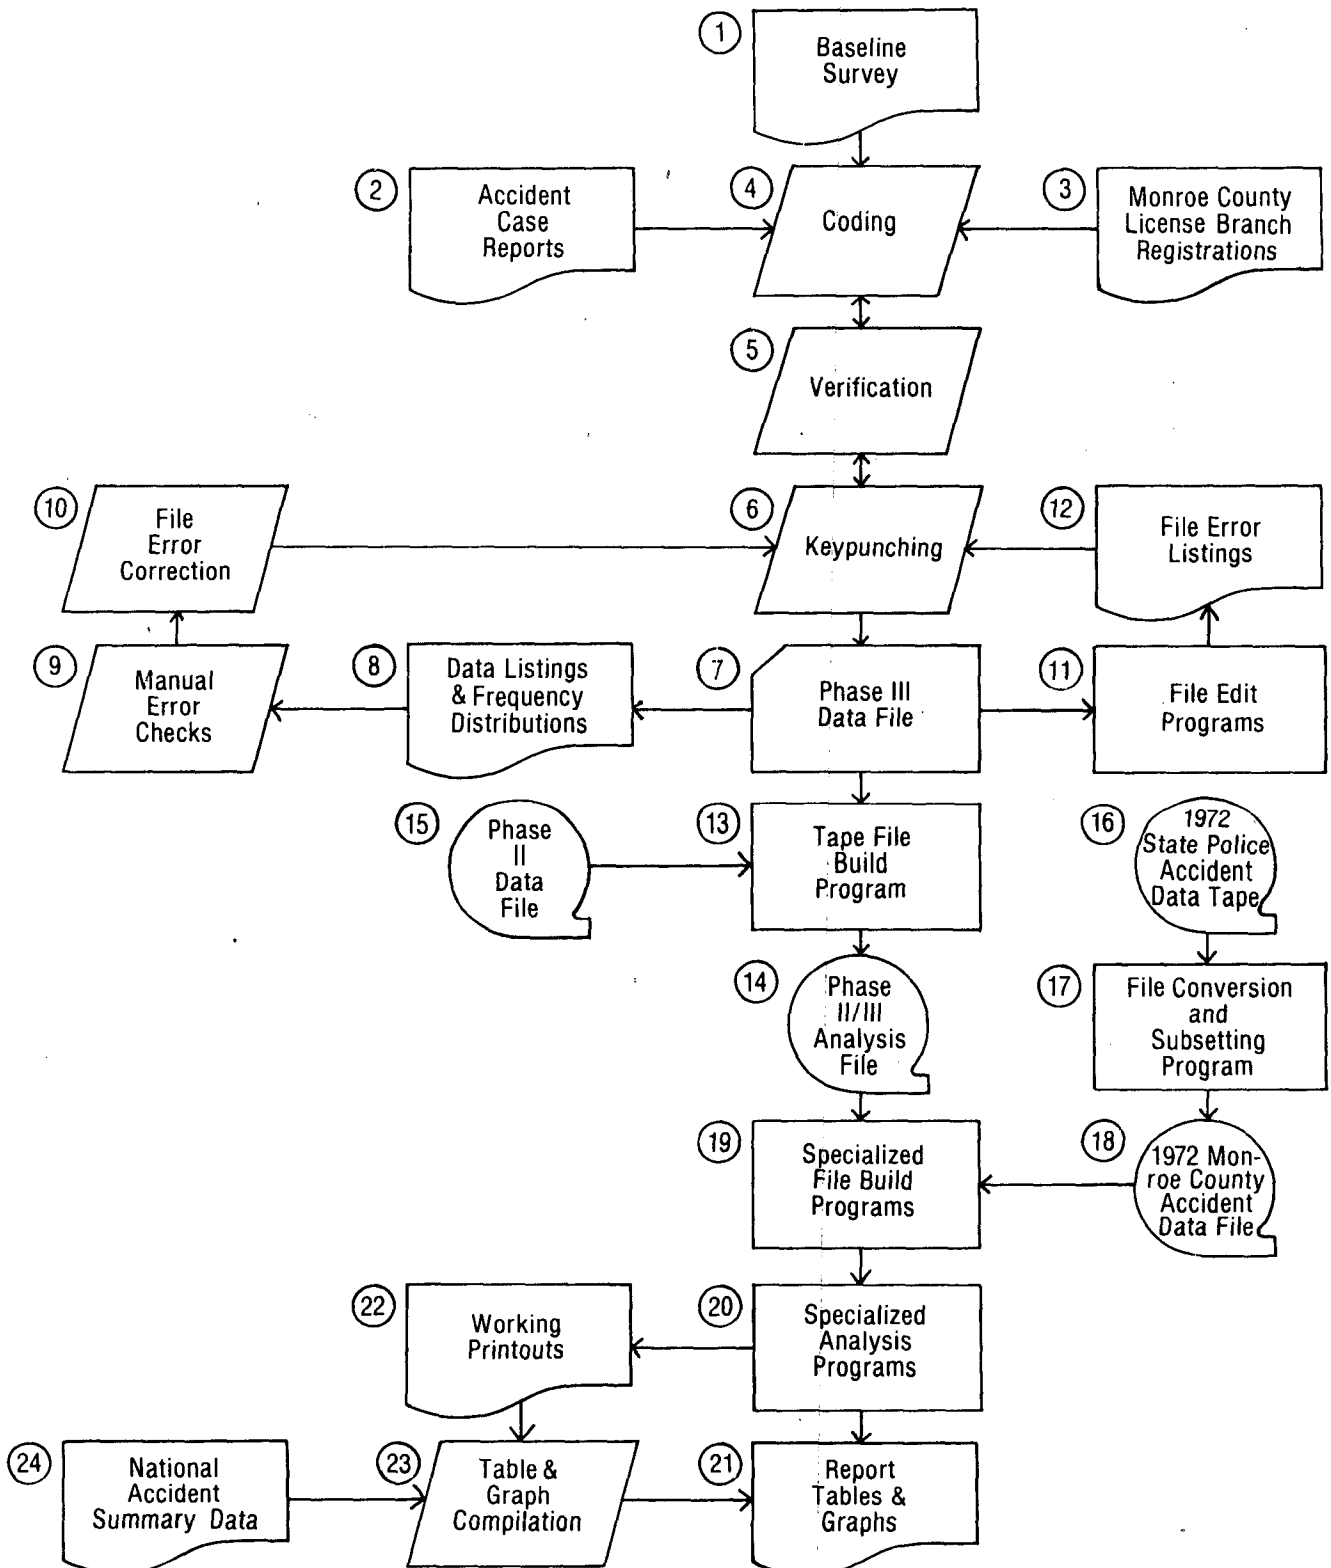 1
Baseline
Survey
2
Accident
Case
Reports
4
Coding
3
Monroe County
License Branch
Registrations
5
Verification
10
File
Error
Correction
6
Keypunching
12
File Error
Listings
9
Manual
Error
Checks
8
Data Listings
& Frequency
Distributions
7
Phase III
Data File
11
File Edit
Programs
15
Phase
II
Data
File
13
Tape File
Build
Program
16
1972
State Police
Accident
Data Tape
14
Phase
II/III
Analysis
File
17
File Conversion
and
Subsetting
Program
19
Specialized
File Build
Programs
18
1972 Mon-
roe County
Accident
Data File
22
Working
Printouts
20
Specialized
Analysis
Programs
24
National
Accident
Summary Data
23
Table &
Graph
Compilation
21
Report
Tables &
Graphs